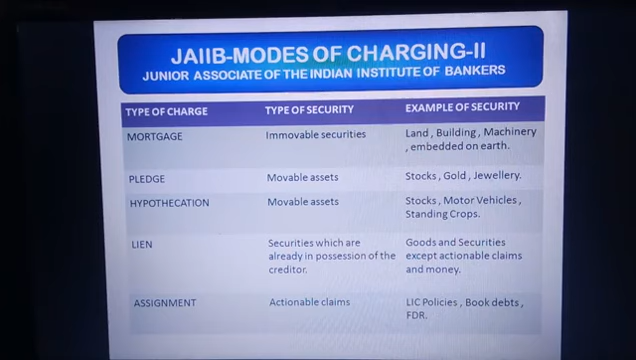 JAIIB-MODES OF CHARGING-II
JUNIOR ASSOCIATE OF THE INDIAN INSTITUTE OF BANKERS
TYPE OF CHARGE TYPE OF SECURITY EXAMPLE OF SECURITY
MORTGAGE Immovable securities Land , Building , Machinery
, embedded on earth.
PLEDGE Movable assets Stocks , Gold , Jewellery.
HYPOTHECATION Movable assets Stocks , Motor Vehicles ,
Standing Crops.
LIEN Securities which are Goods and Securities
already in possession of the except actionable claims
creditor. and money.
ASSIGNMENT Actionable claims LIC Policies , Book debts ,
FDR.